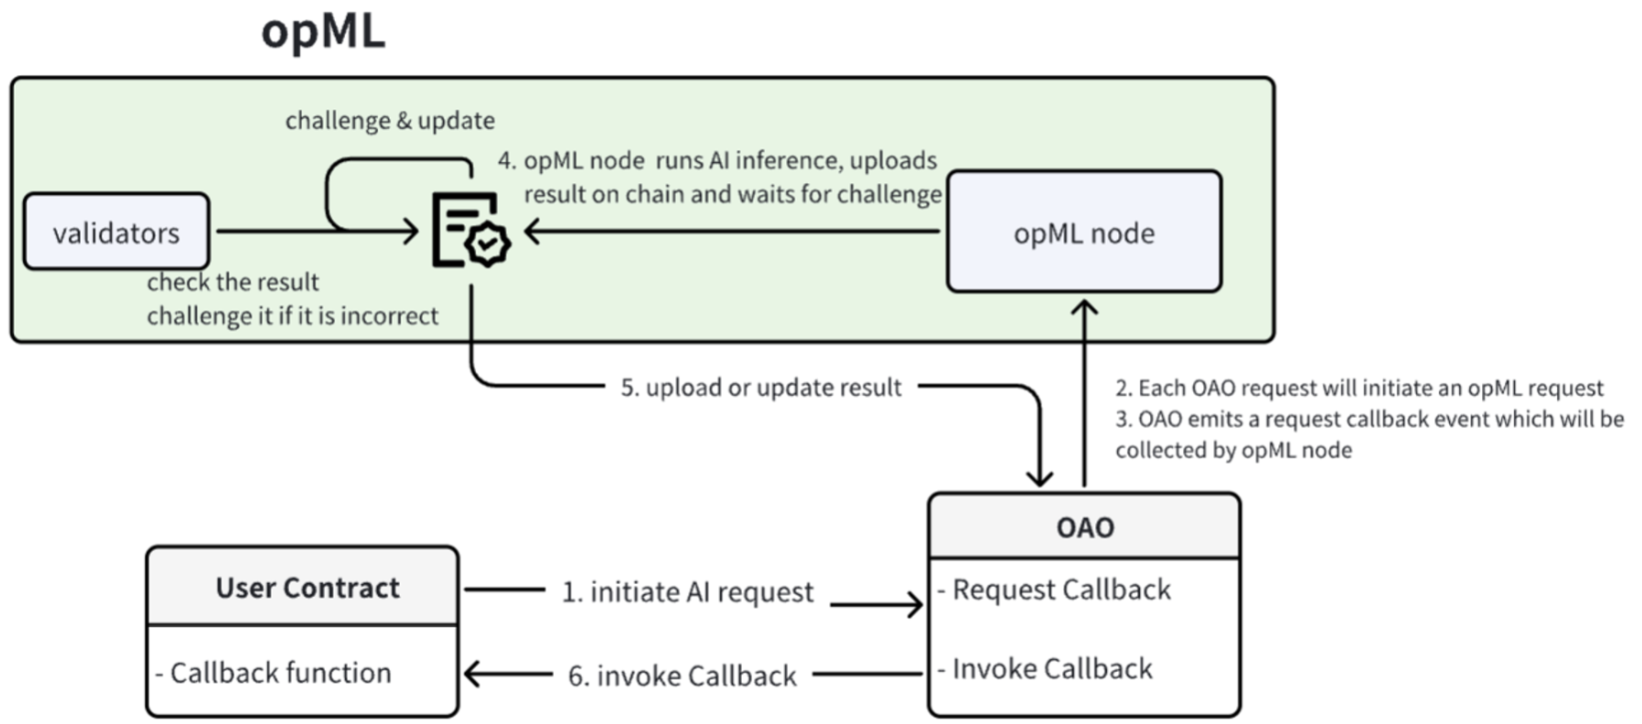 opML
challenge & update
4. opML node runs AI inference, uploads
result on chain and waits for challenge
validators
opML node
check the result
challenge it if it is incorrect
5. upload or update result
2. Each OAO request will initiate an opML request
3. OAO emits a request callback event which will be
collected by opML node
OAO
- Request Callback
- Invoke Callback
User Contract
- Callback function
1. initiate AI request
6. invoke Callback